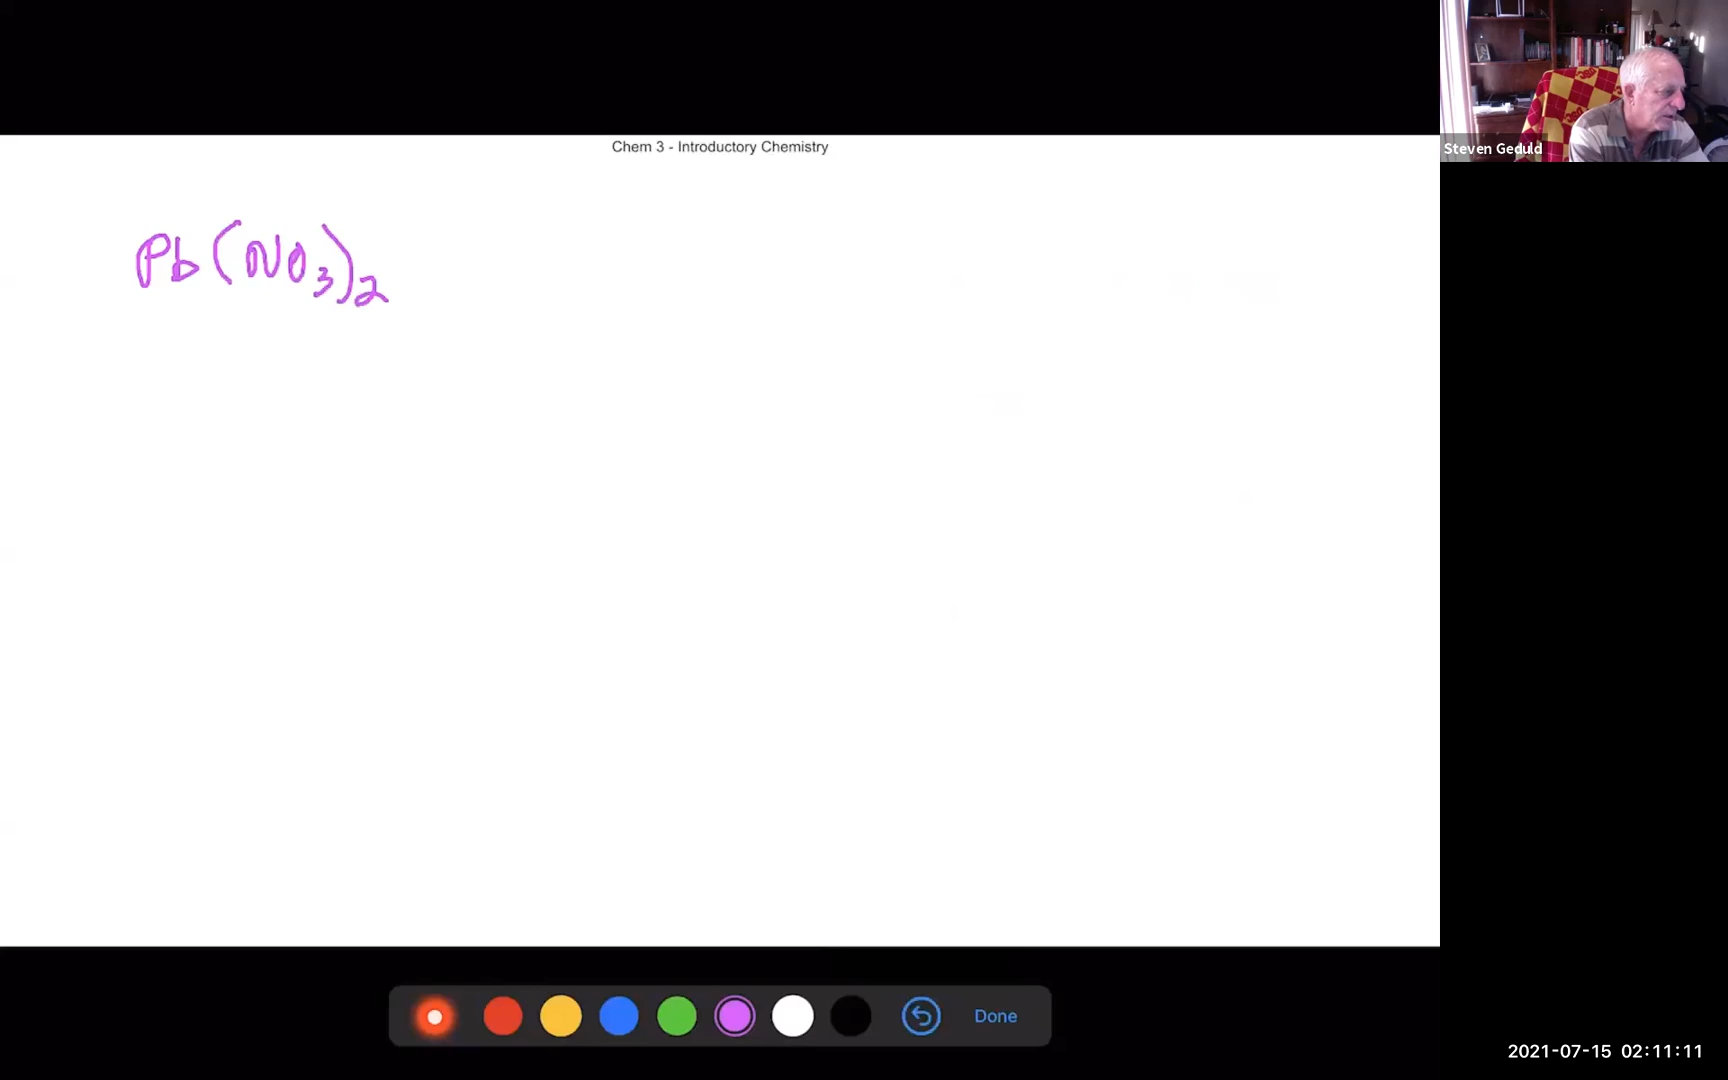 Chem 3 - Introductory Chemistry
Steven Geduld
Pb(NO3)2
Done
2021-07-15 02:11:11